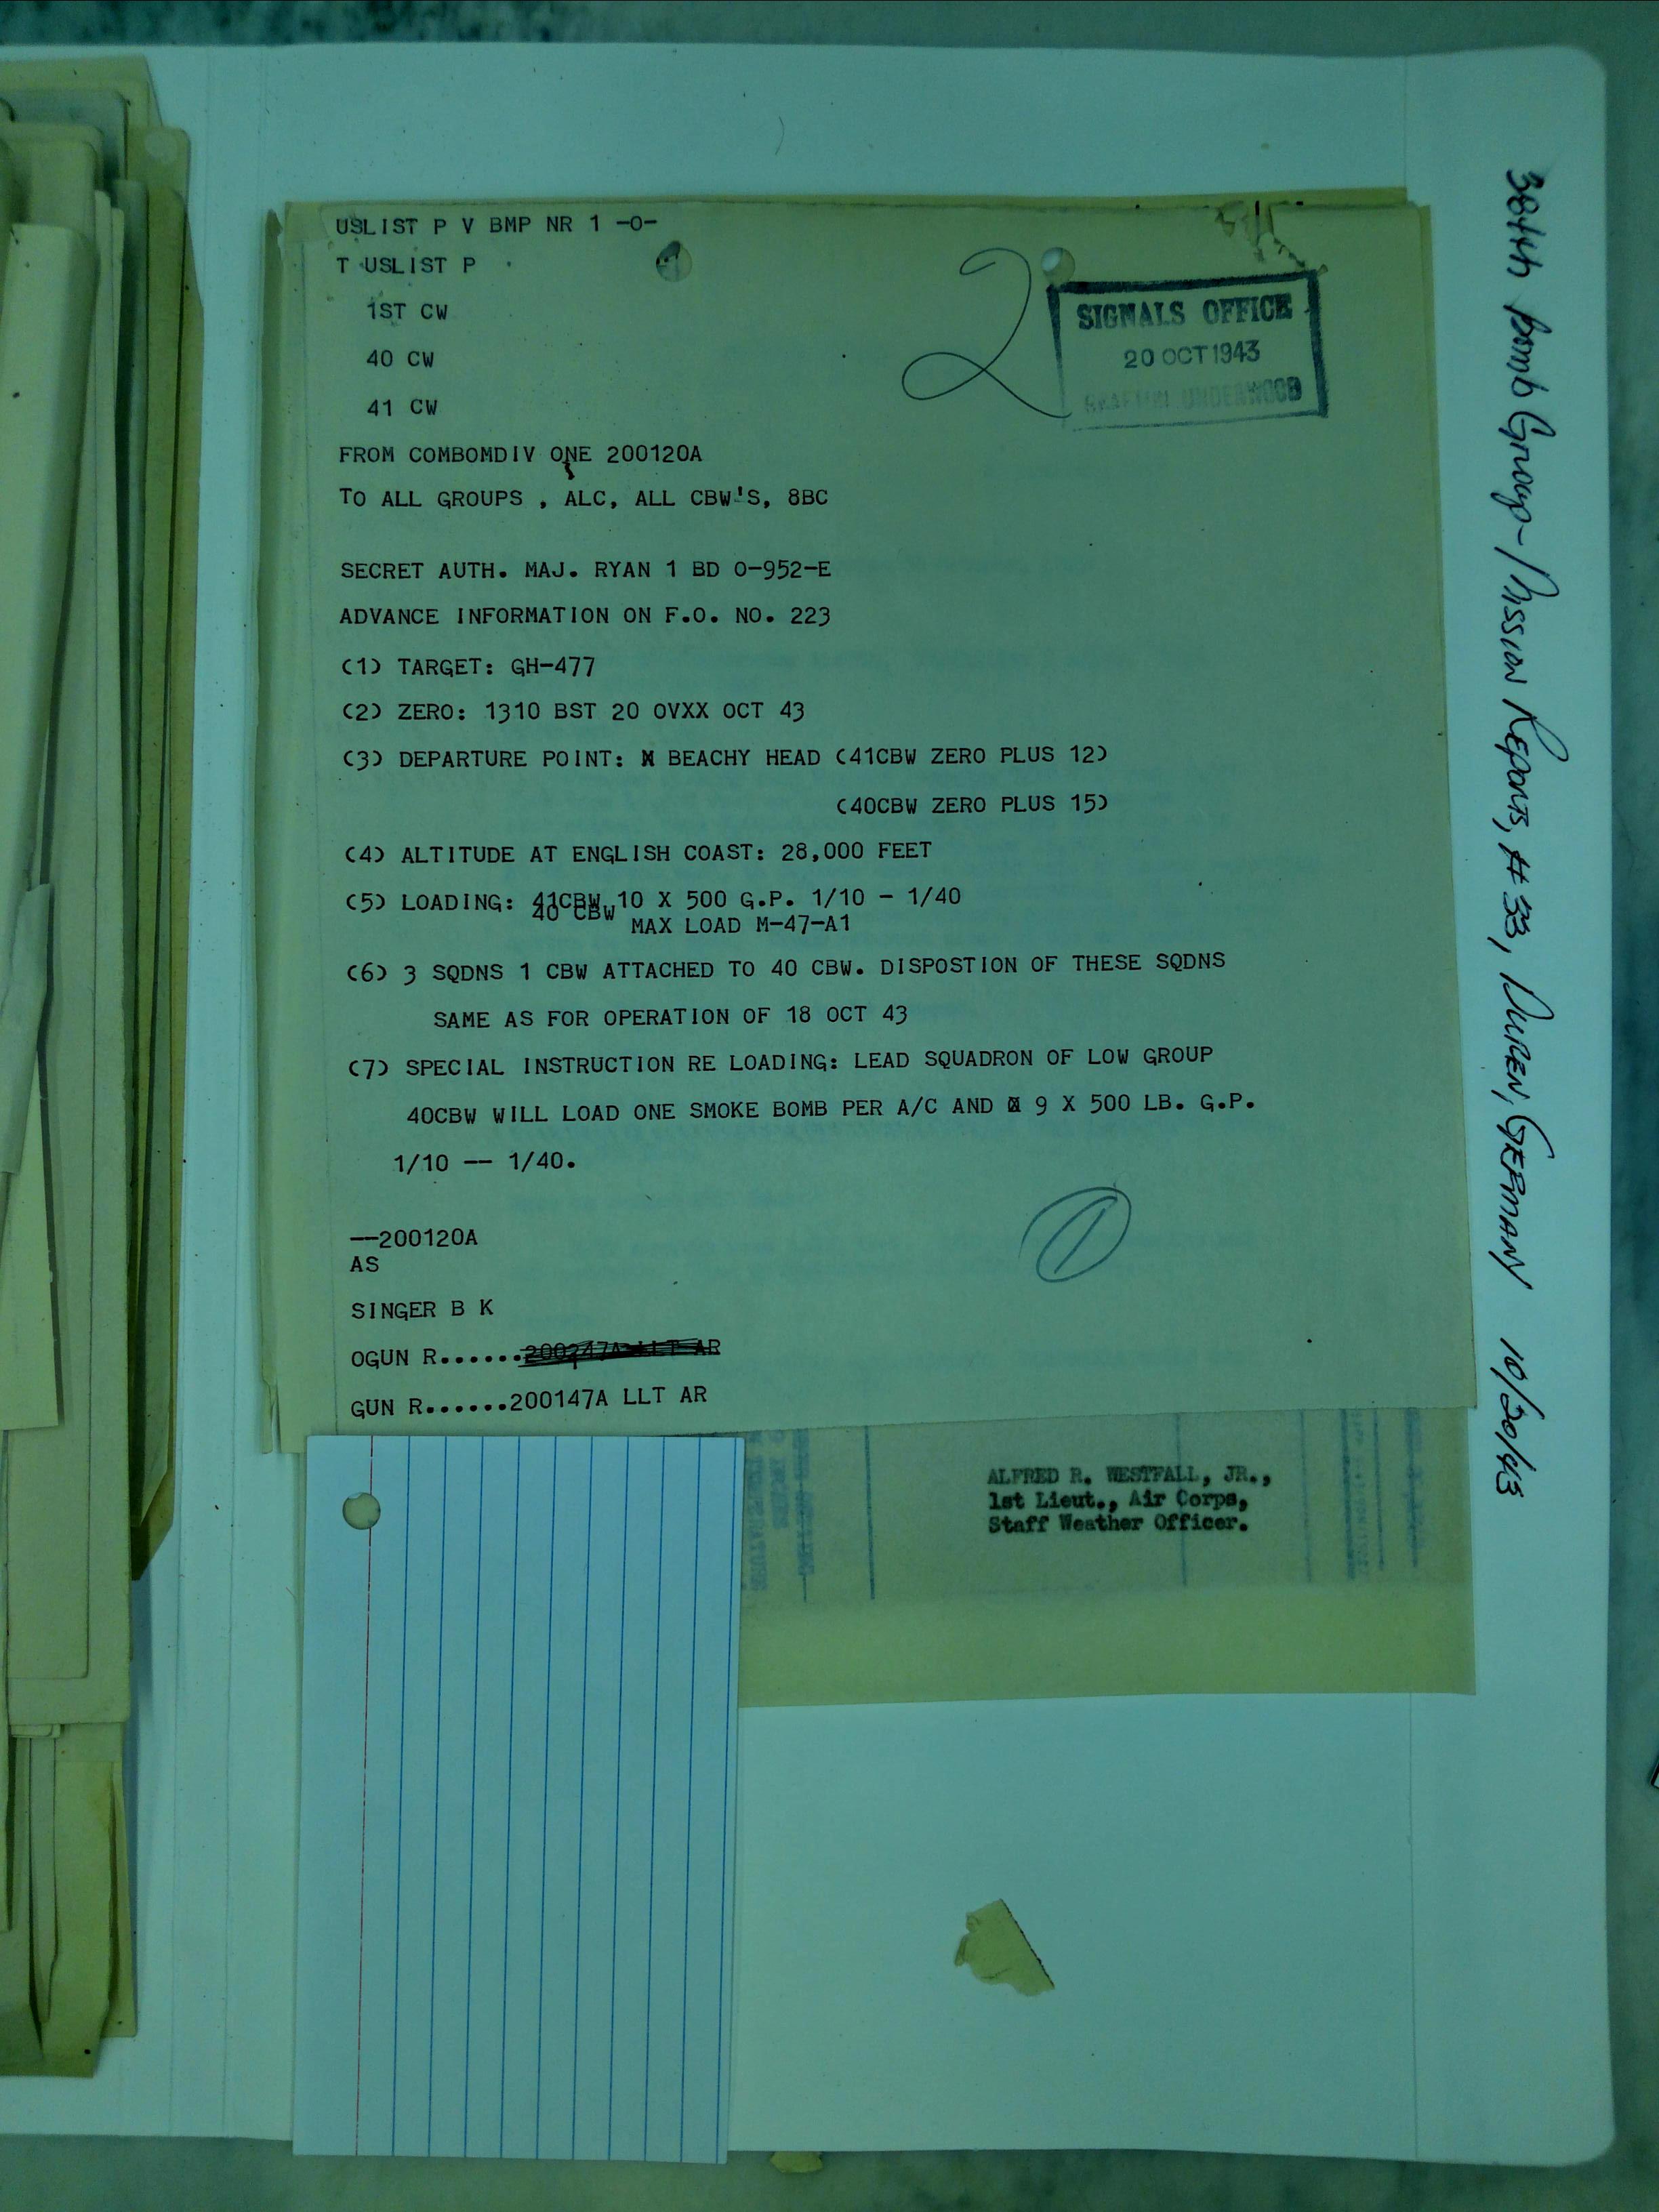 USLIST P V BMP NR 1 -0-
T USLIST P
1ST CW
40 CW
41 CW
2
SIGNALS OFFICE
20 OCT 1943
GRAFTON UNDERWOOD
FROM COMBOMDIV ONE 200120A
TO ALL GROUPS , ALC, ALL CBW'S, 8BC
SECRET AUTH. MAJ. RYAN 1 BD O-952-E
ADVANCE INFORMATION ON F.O. NO. 223
(1) TARGET: GH-477
(2) ZERO: 1310 BST 20 OVXX OCT 43
(3) DEPARTURE POINT: BEACHY HEAD (41CBW ZERO PLUS 12)
(40CBW ZERO PLUS 15)
(4) ALTITUDE AT ENGLISH COAST: 28,000 FEET
(5) LOADING: 41CBW 10 X 500 G.P. 1/10 - 1/40
40 CBW MAX LOAD M-47-A1
(6) 3 SQDNS 1 CBW ATTACHED TO 40 CBW. DISPOSTION OF THESE SQDNS
SAME AS FOR OPERATION OF 18 OCT 43
(7) SPECIAL INSTRUCTION RE LOADING: LEAD SQUADRON OF LOW GROUP
40CBW WILL LOAD ONE SMOKE BOMB PER A/C AND 9 X 500 LB. G.P.
1/10 -- 1/40.
1
--200120A
AS
SINGER B K
OGUN R......200247A LLT AR
GUN R......200147A LLT AR
ALFRED R. WESTFALL, JR.,
1st Lieut., Air Corps,
Staff Weather Officer.
384th Bomb Group - Mission Reports, #33, DUREN, GERMANY 10/20/43